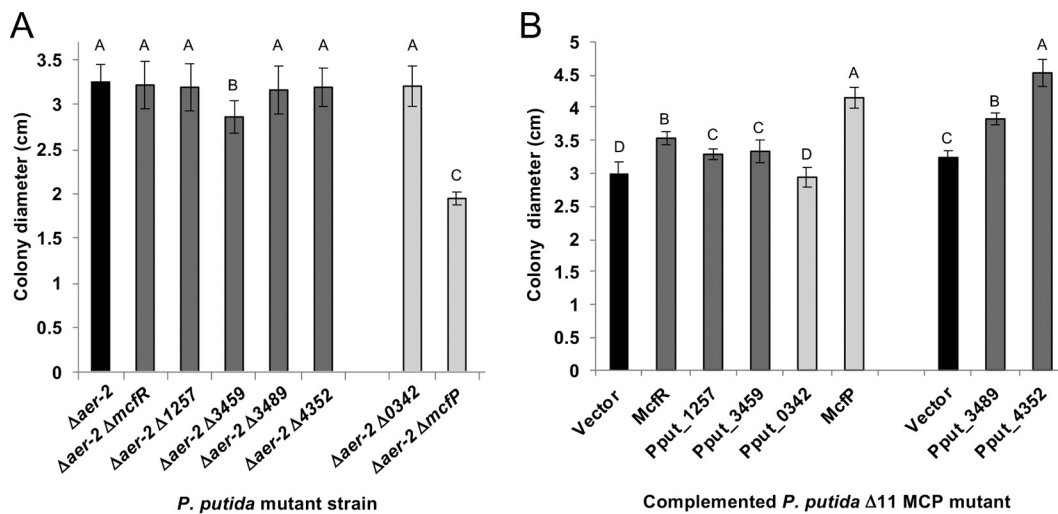 A
Colony diameter (cm)
3.5
3
2.5
2
1.5
1
0.5
0
A
A
A
B
A
A
A
C
Δaer-2
Δaer-2 ΔmcfR
Δaer-2 Δ1257
Δaer-2 Δ3459
Δaer-2 Δ3489
Δaer-2 Δ4352
Δaer-2 Δ0342
Δaer-2 ΔmcfP
P. putida mutant strain
B
Colony diameter (cm)
5
4.5
4
3.5
3
2.5
2
1.5
1
0.5
0
D
B
C
C
D
A
C
B
A
Vector
McfR
Pput_1257
Pput_3459
Pput_0342
McfP
Vector
Pput_3489
Pput_4352
Complemented P. putida Δ11 MCP mutant